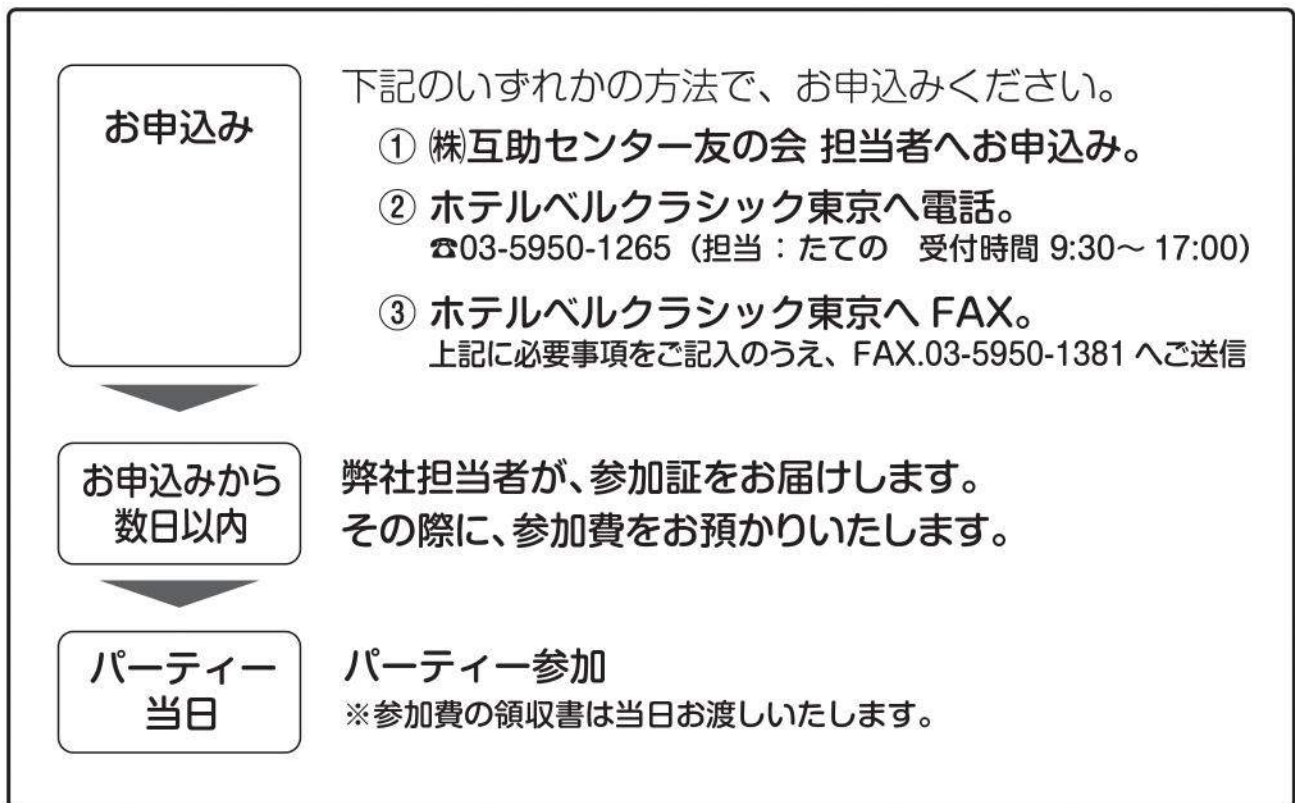 お申込み
下記のいずれかの方法で、お申込みください。
① ㈱互助センター友の会 担当者へお申込み。
② ホテルベルクラシック東京へ電話。
☎03-5950-1265(担当:たての 受付時間 9:30~ 17:00)
③ ホテルベルクラシック東京へ FAX。
上記に必要事項をご記入のうえ、FAX.03-5950-1381 へご送信
お申込みから
数日以内
弊社担当者が、参加証をお届けします。
その際に、参加費をお預かりいたします。
パーティー
当日
パーティー参加
※参加費の領収書は当日お渡しいたします。